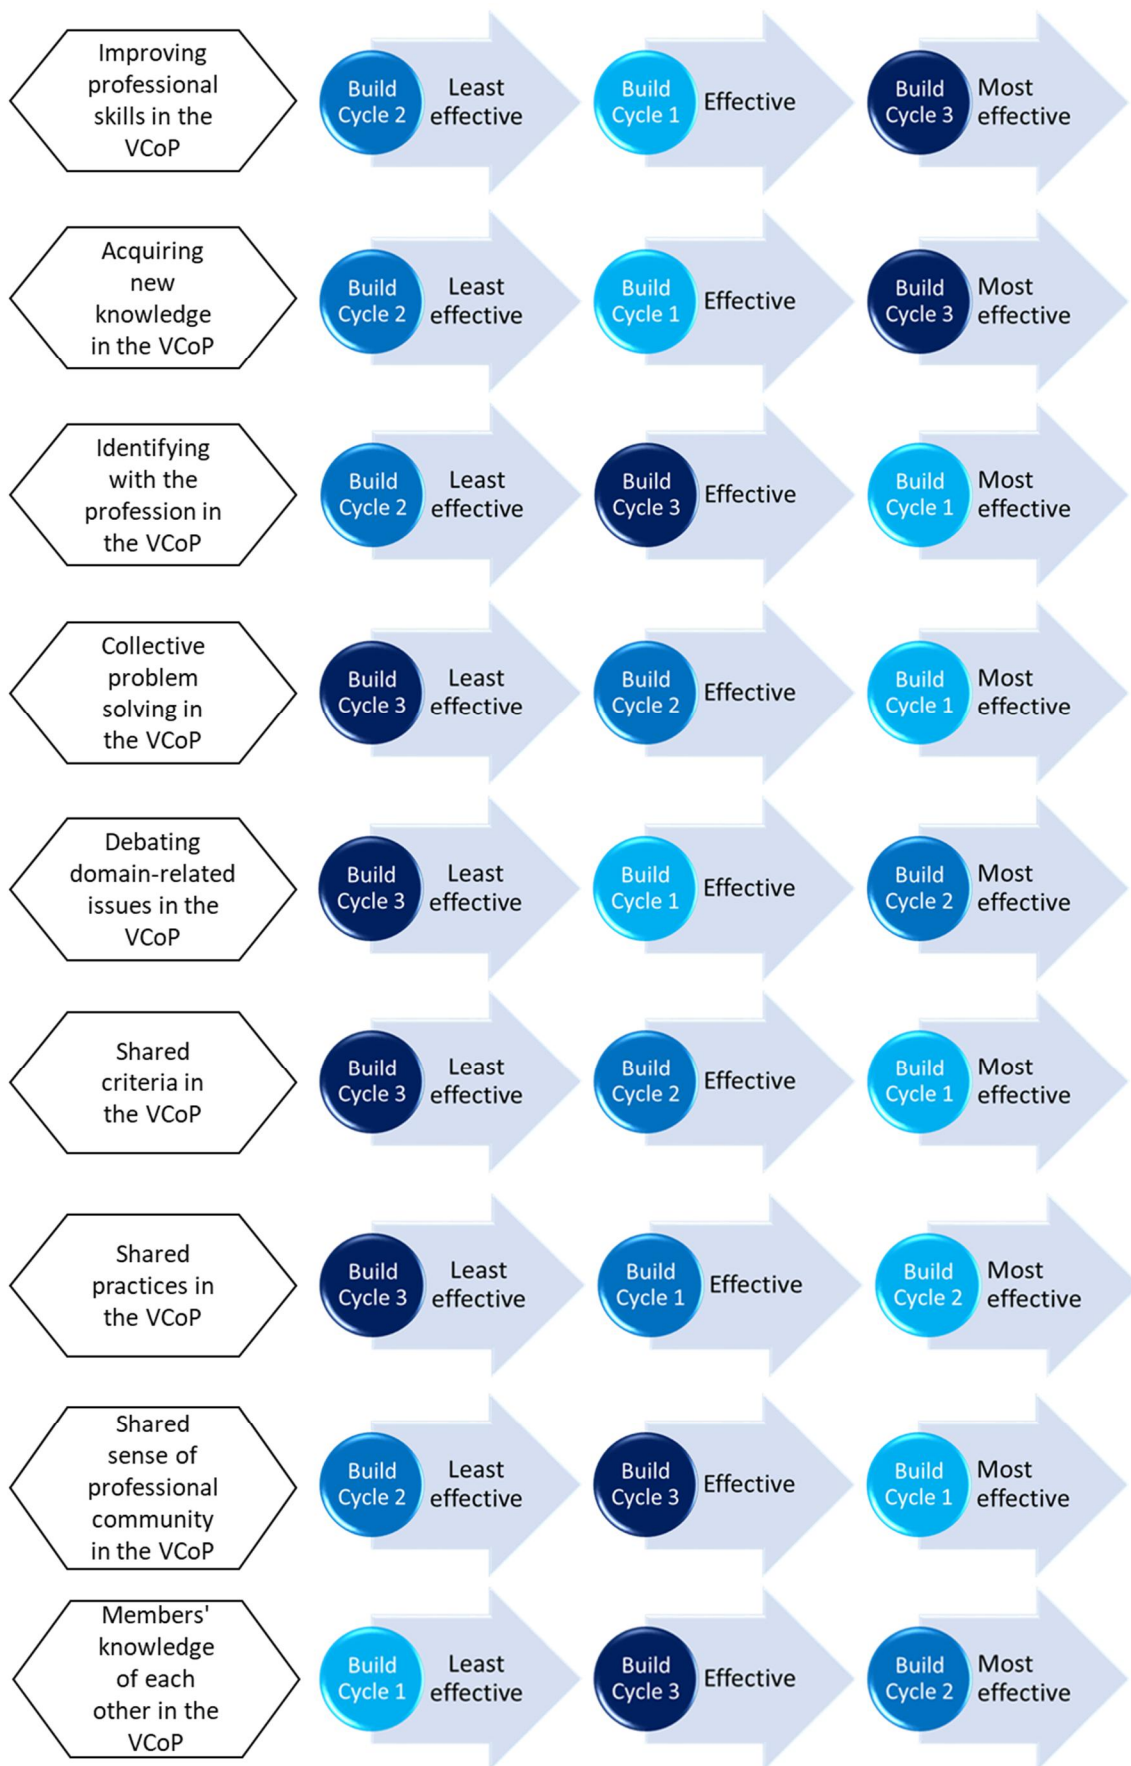 Improving
professional
skills in the
VCoP
Build
Cycle 2
Least
effective
Build
Cycle 1
Effective
Build
Cycle 3
Most
effective
Acquiring
new
knowledge
in the VCoP
Build
Cycle 2
Least
effective
Build
Cycle 1
Effective
Build
Cycle 3
Most
effective
Identifying
with the
profession in
the VCoP
Build
Cycle 2
Least
effective
Build
Cycle 3
Effective
Build
Cycle 1
Most
effective
Collective
problem
solving in
the VCoP
Build
Cycle 3
Least
effective
Build
Cycle 2
Effective
Build
Cycle 1
Most
effective
Debating
domain-related
issues in the
VCoP
Build
Cycle 3
Least
effective
Build
Cycle 1
Effective
Build
Cycle 2
Most
effective
Shared
criteria in
the VCoP
Build
Cycle 3
Least
effective
Build
Cycle 2
Effective
Build
Cycle 1
Most
effective
Shared
practices in
the VCoP
Build
Cycle 3
Least
effective
Build
Cycle 1
Effective
Build
Cycle 2
Most
effective
Shared
sense of
professional
community
in the VCoP
Build
Cycle 2
Least
effective
Build
Cycle 3
Effective
Build
Cycle 1
Most
effective
Members'
knowledge
of each
other in the
VCoP
Build
Cycle 1
Least
effective
Build
Cycle 3
Effective
Build
Cycle 2
Most
effective